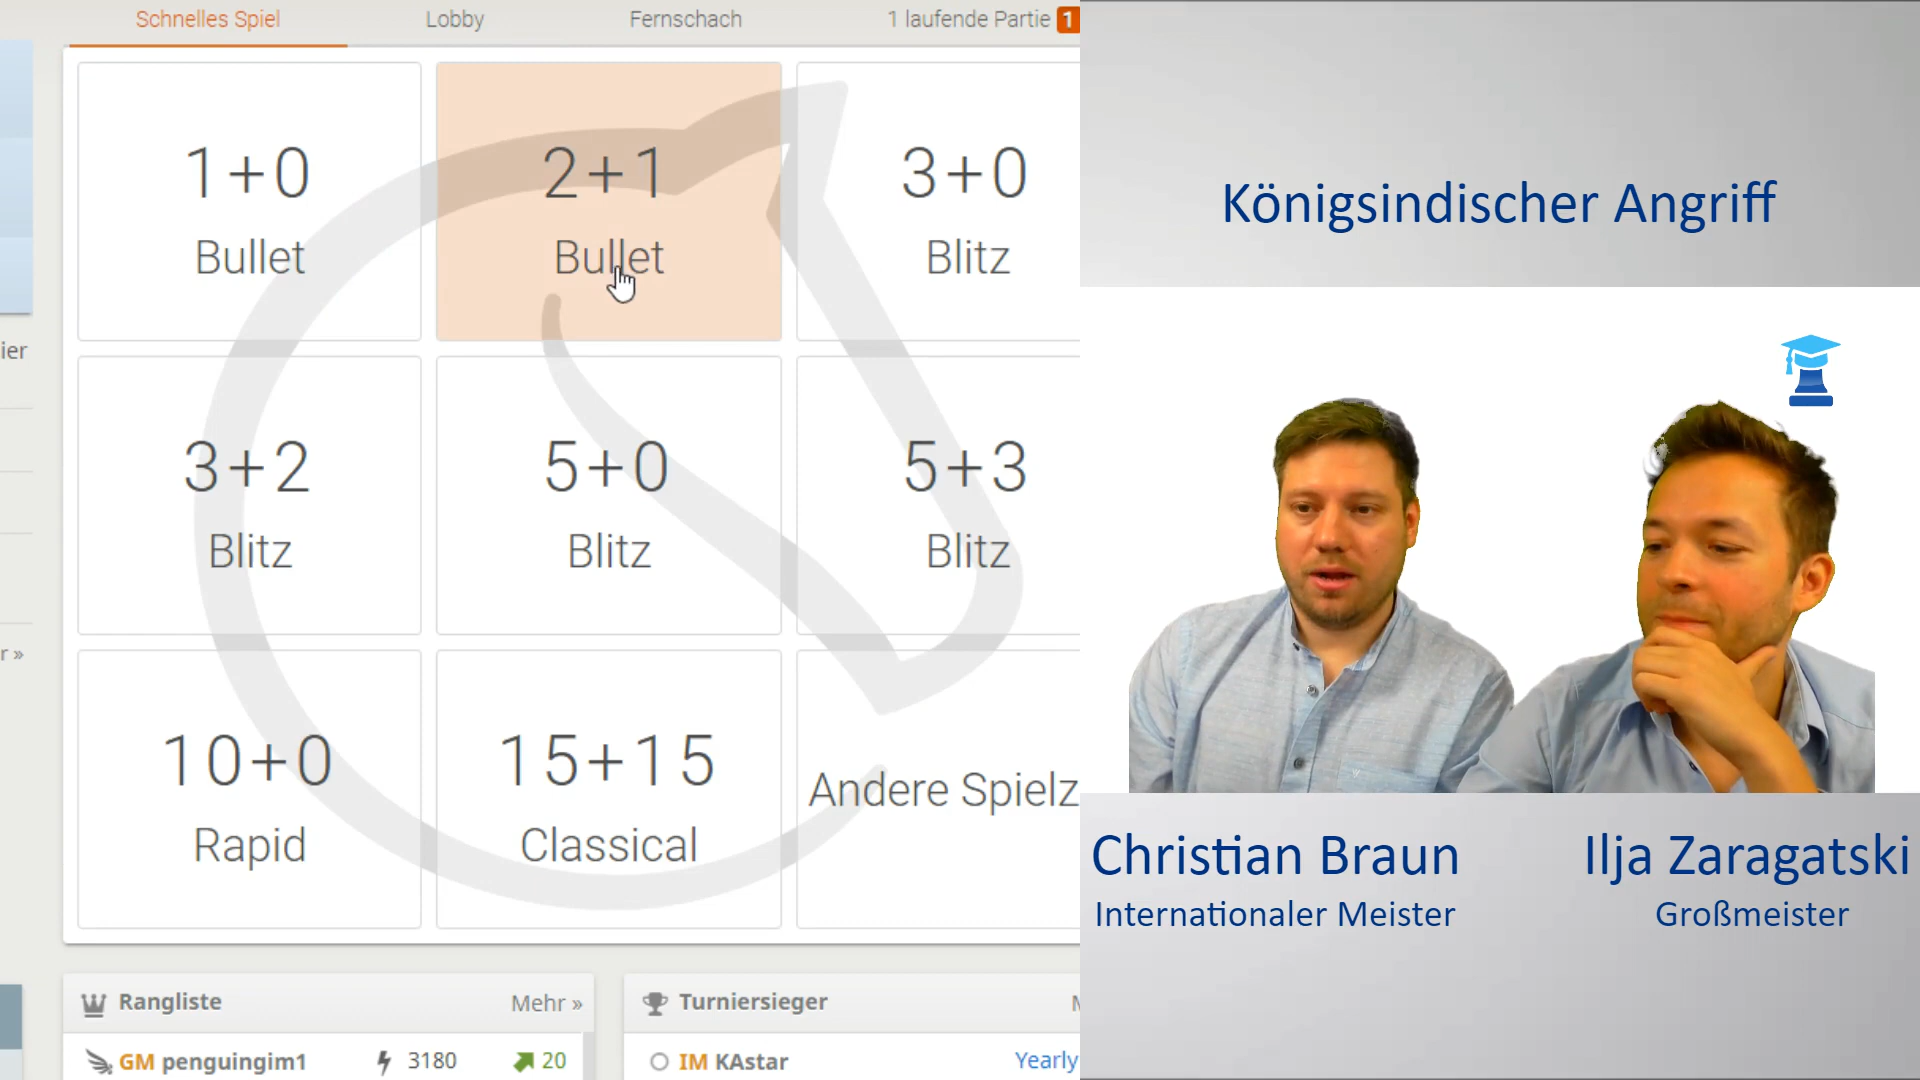 Schnelles Spiel
Lobby
Fernschach
1 laufende Partie 1
1+0
Bullet
2+1
Bullet
3+0
Blitz
3+2
Blitz
5+0
Blitz
5+3
Blitz
10+0
Rapid
15+15
Classical
Andere Spielz
ier
r »
Rangliste
Mehr »
GM penguingim1
3180
20
Turniersieger
M
IM KAstar
Yearly
Königsindischer Angriff
Christian Braun
Internationaler Meister
Ilja Zaragatski
Großmeister